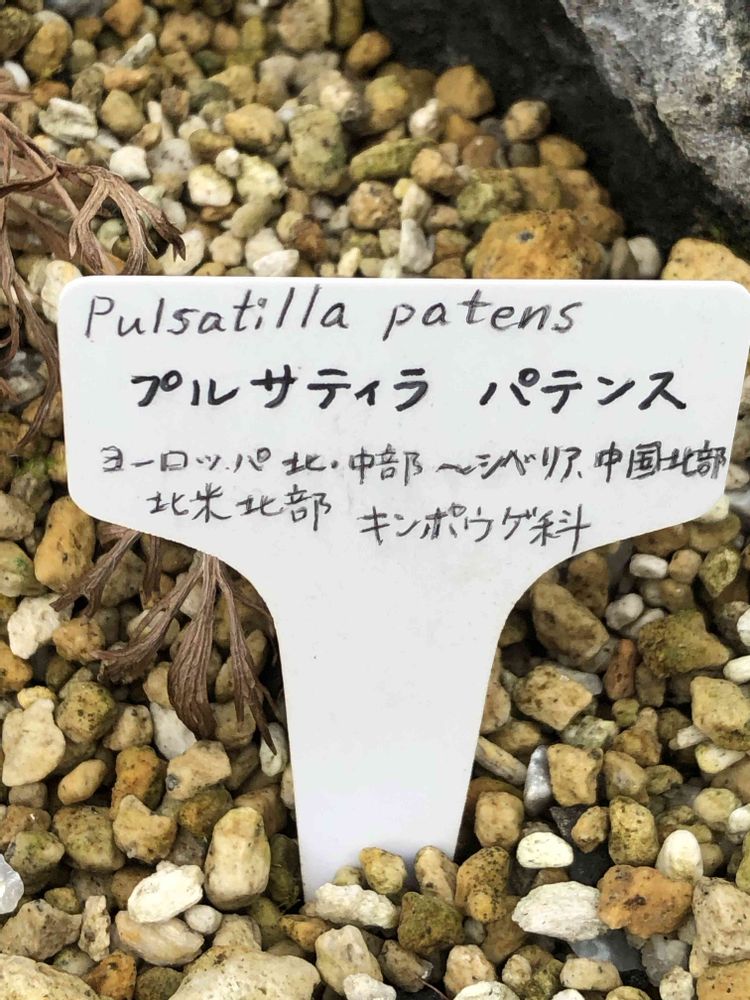 Pulsatilla patens
プルサティラ パテンス
ヨーロッパ北・中部〜シベリア、中国北部
北米北部 キンポウゲ科